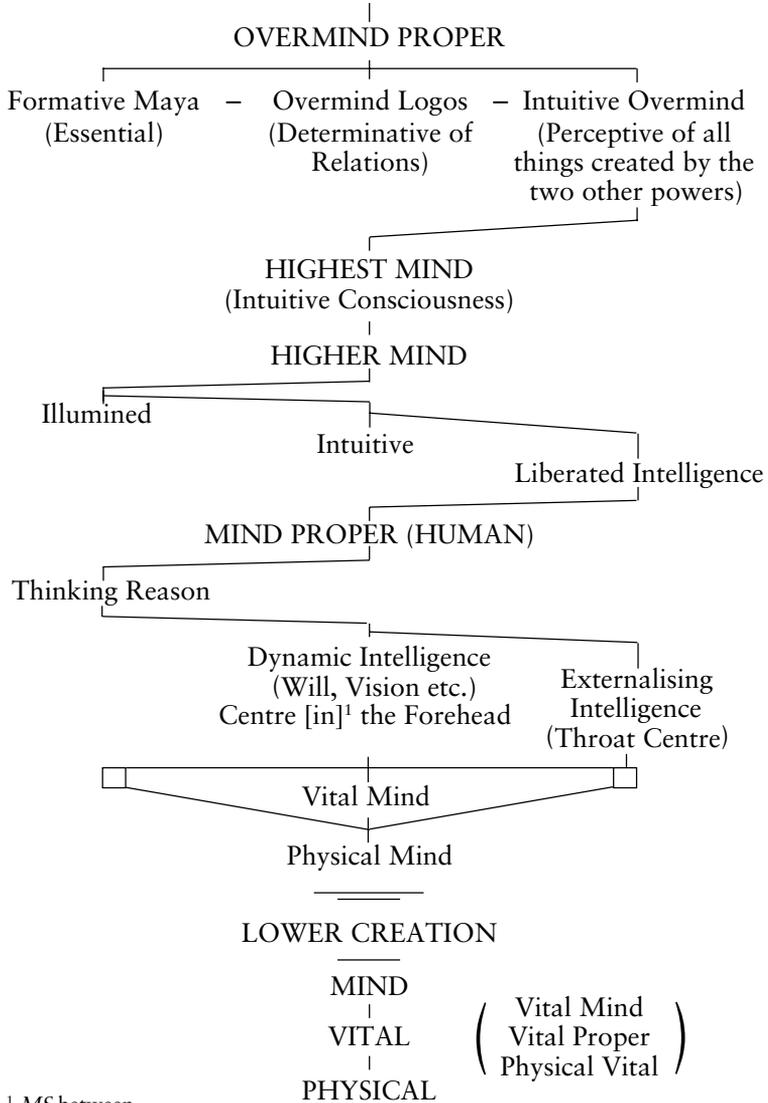 OVERMIND PROPER
Formative Maya – Overmind Logos – Intuitive Overmind
(Essential) (Determinative of (Perceptive of all
Relations) things created by the
two other powers)
HIGHEST MIND
(Intuitive Consciousness)
HIGHER MIND
Illumined
Intuitive
Liberated Intelligence
MIND PROPER (HUMAN)
Thinking Reason
Dynamic Intelligence
(Will, Vision etc.)
Centre [in]¹ the Forehead
Externalising
Intelligence
(Throat Centre)
Vital Mind
Physical Mind
LOWER CREATION
MIND
VITAL
PHYSICAL
( Vital Mind
Vital Proper
Physical Vital )
¹ MS between